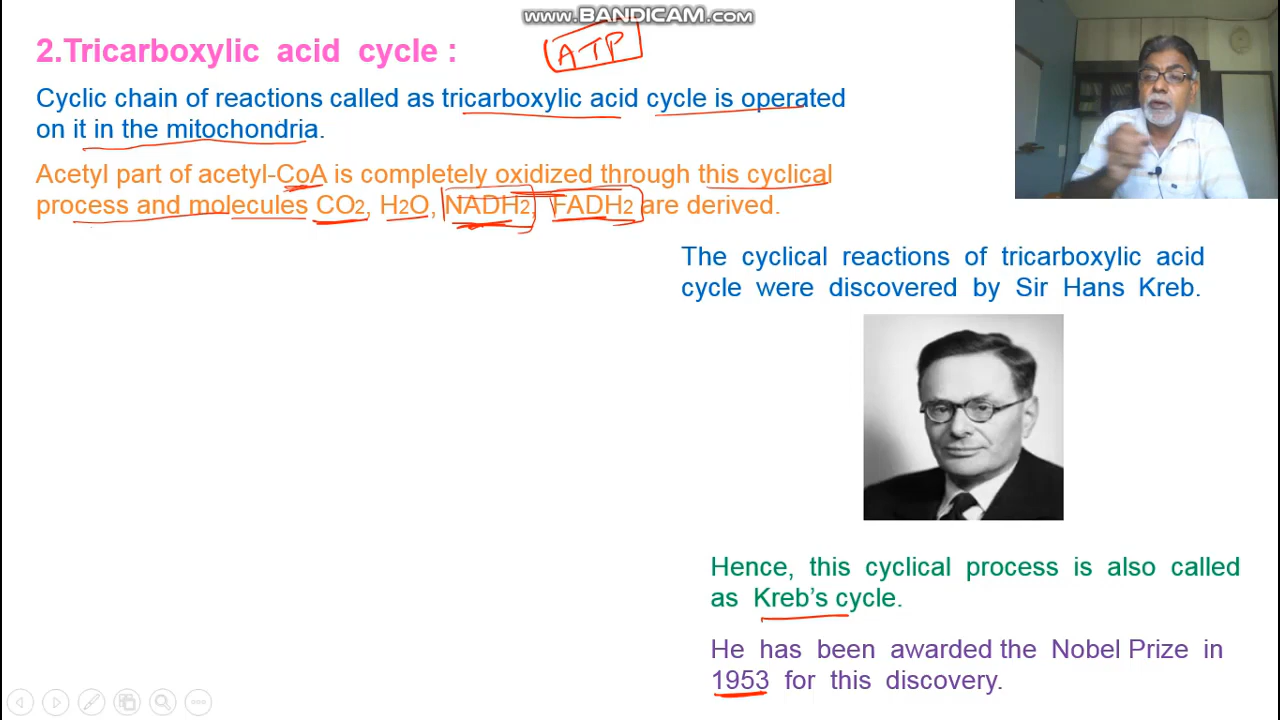 www.BANDICAM.com
2.Tricarboxylic acid cycle :
ATP
Cyclic chain of reactions called as tricarboxylic acid cycle is operated
on it in the mitochondria.
Acetyl part of acetyl-CoA is completely oxidized through this cyclical
process and molecules CO2, H2O, NADH2, FADH2 are derived.
The cyclical reactions of tricarboxylic acid
cycle were discovered by Sir Hans Kreb.
Hence, this cyclical process is also called
as Kreb's cycle.
He has been awarded the Nobel Prize in
1953 for this discovery.